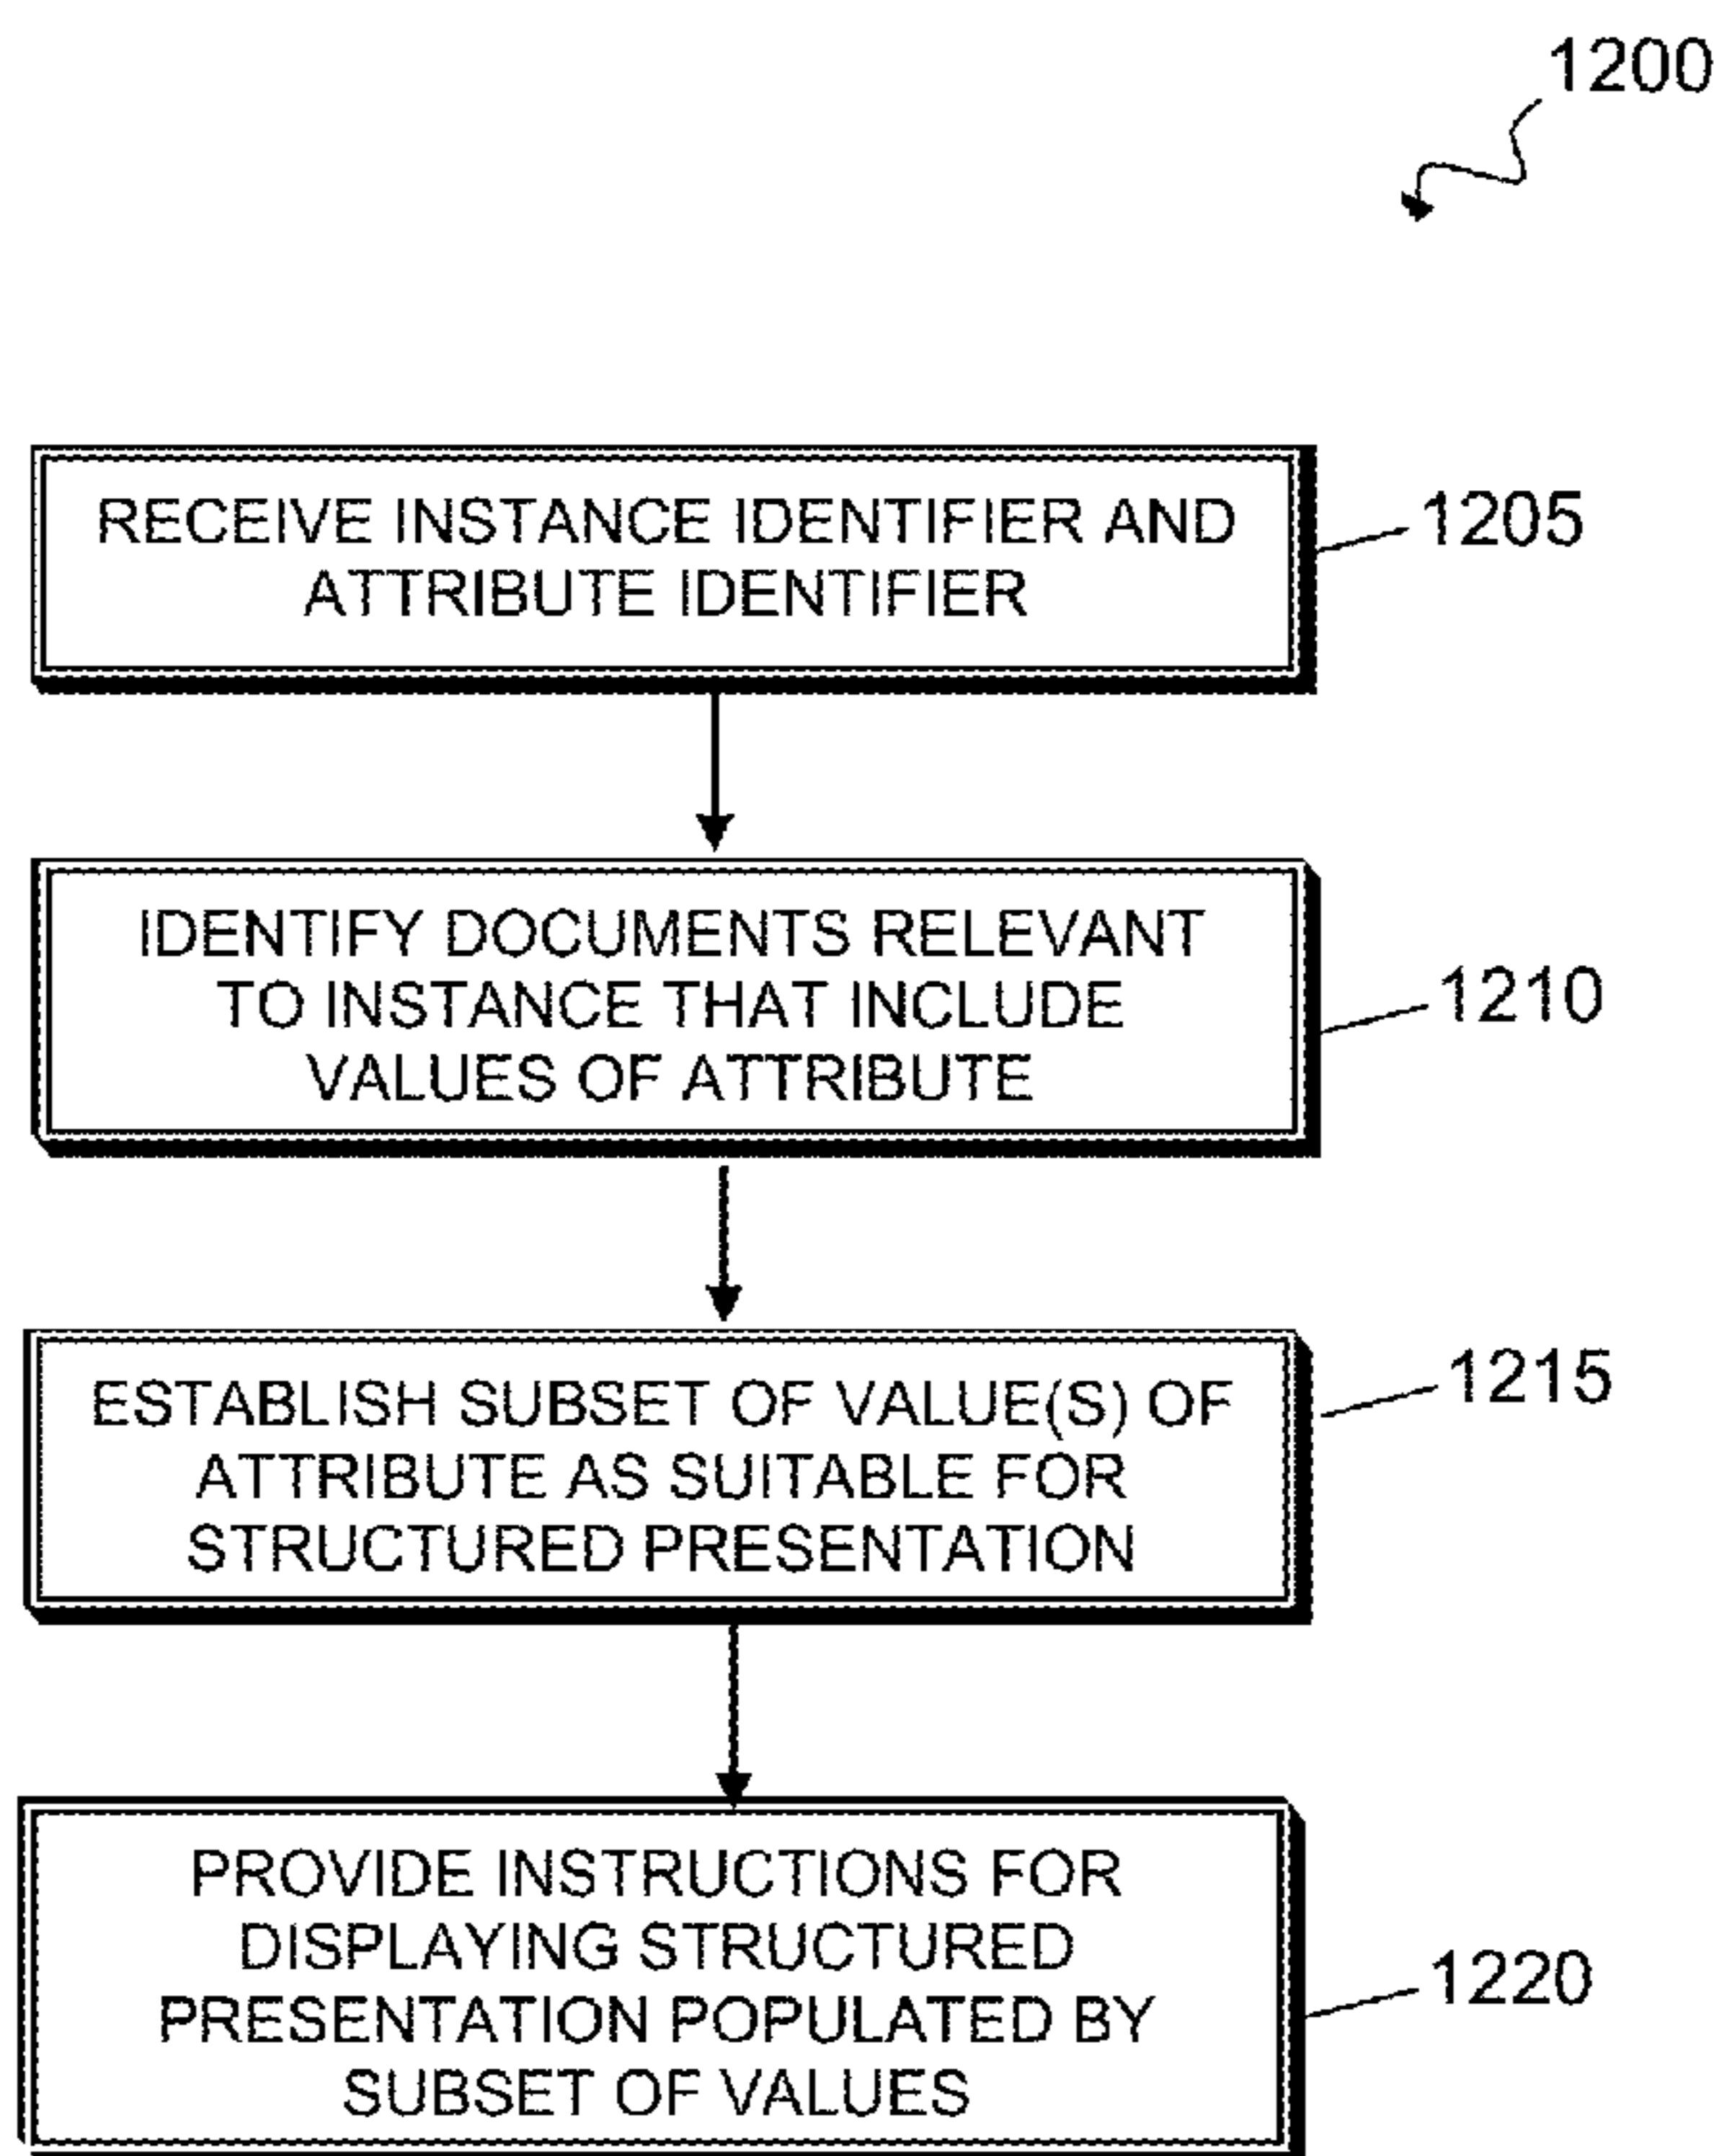 1200
RECEIVE INSTANCE IDENTIFIER AND
ATTRIBUTE IDENTIFIER
1205
IDENTIFY DOCUMENTS RELEVANT
TO INSTANCE THAT INCLUDE
VALUES OF ATTRIBUTE
1210
ESTABLISH SUBSET OF VALUE(S) OF
ATTRIBUTE AS SUITABLE FOR
STRUCTURED PRESENTATION
1215
PROVIDE INSTRUCTIONS FOR
DISPLAYING STRUCTURED
PRESENTATION POPULATED BY
SUBSET OF VALUES
1220